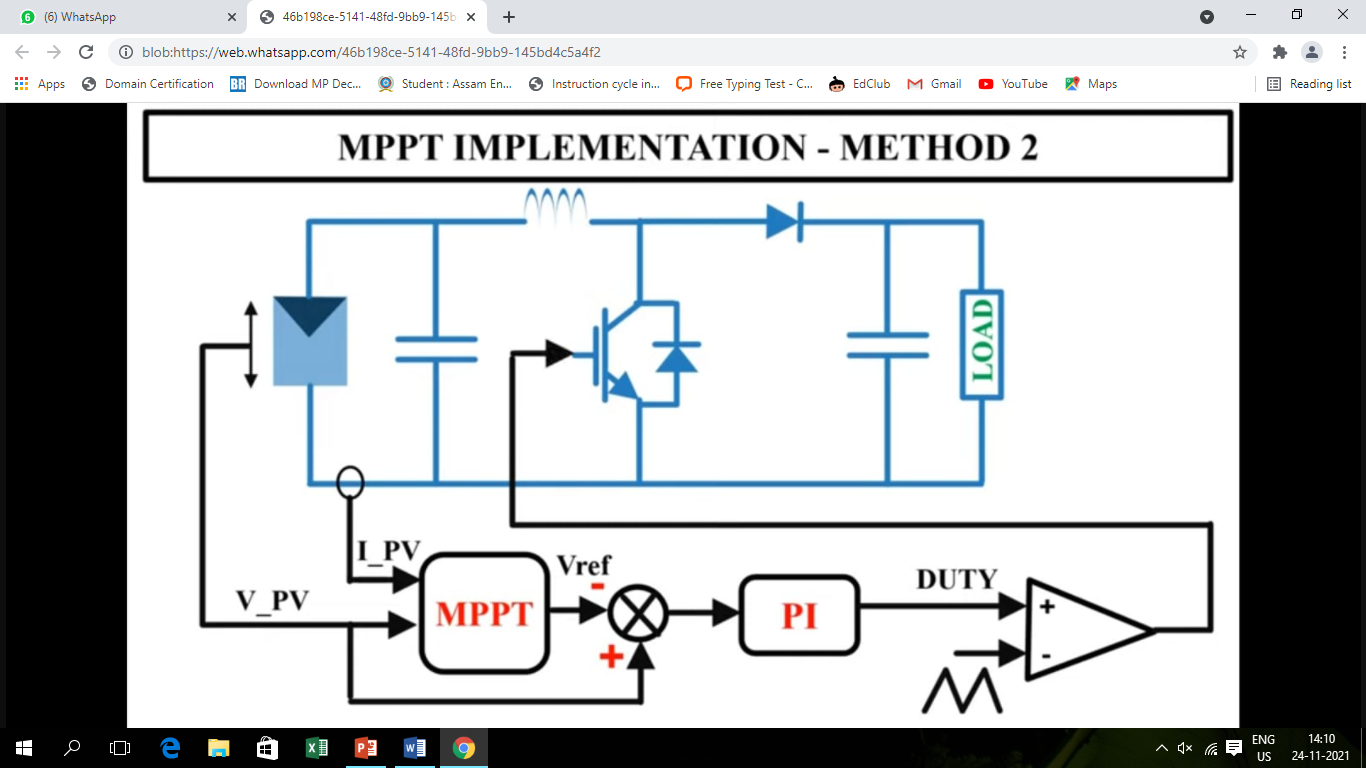 (6) WhatsApp
46b198ce-5141-48fd-9bb9-145b
blob:https://web.whatsapp.com/46b198ce-5141-48fd-9bb9-145bd4c5a4f2
Apps Domain Certification Download MP Dec... Student : Assam En... Instruction cycle in... Free Typing Test - C... EdClub Gmail YouTube Maps Reading list
MPPT IMPLEMENTATION - METHOD 2
LOAD
I_PV
V_PV
MPPT
Vref
-
+
PI
DUTY
+
-
ENG
US
14:10
24-11-2021